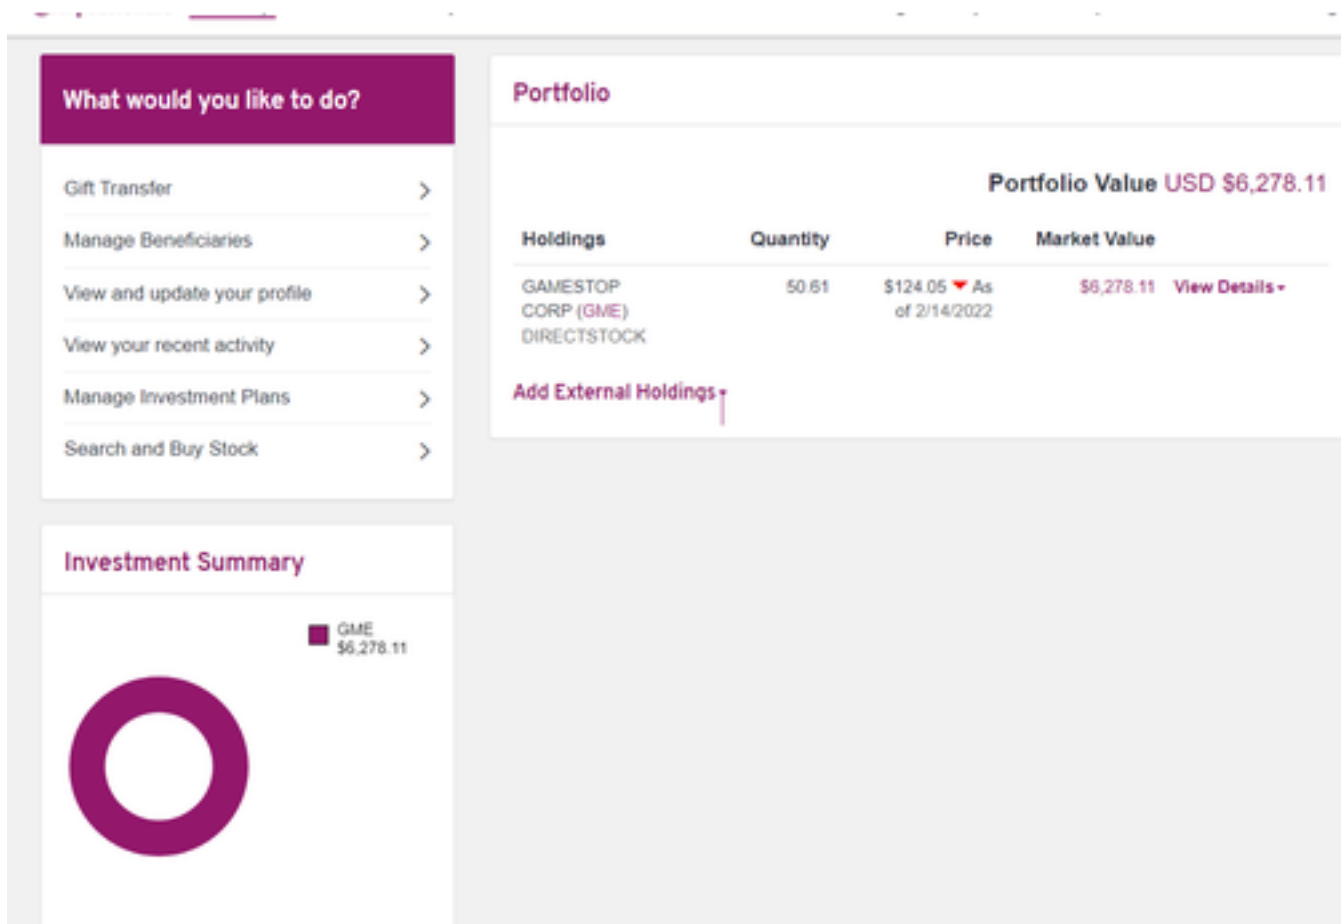 What would you like to do?
Gift Transfer
Manage Beneficiaries
View and update your profile
View your recent activity
Manage Investment Plans
Search and Buy Stock
Investment Summary
GME
$6,278.11
Portfolio
Portfolio Value USD $6,278.11
Holdings Quantity Price Market Value
GAMESTOP 50.61 $124.05 As $6,278.11 View Details
CORP (GME) of 2/14/2022
DIRECTSTOCK
Add External Holdings